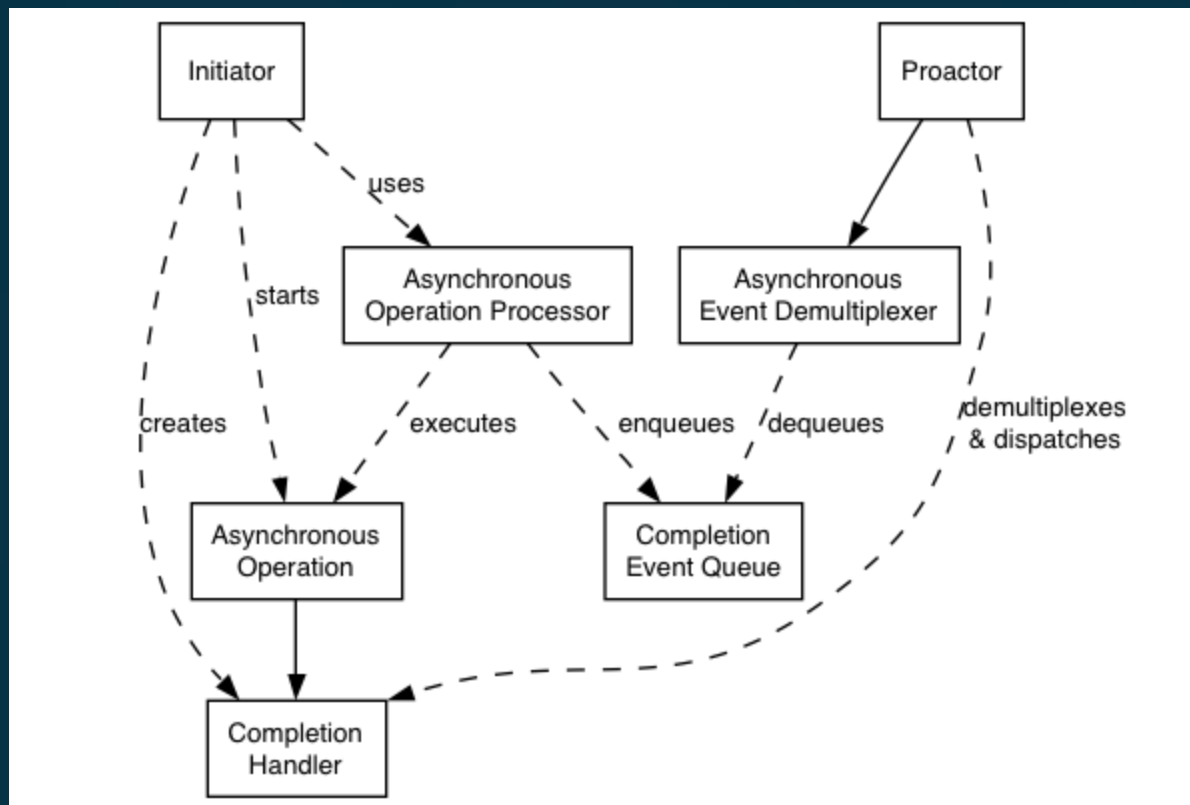 Initiator
Proactor
uses
Asynchronous
Operation Processor
Asynchronous
Event Demultiplexer
starts
creates
executes
enqueues
dequeues
demultiplexes
& dispatches
Asynchronous
Operation
Completion
Event Queue
Completion
Handler